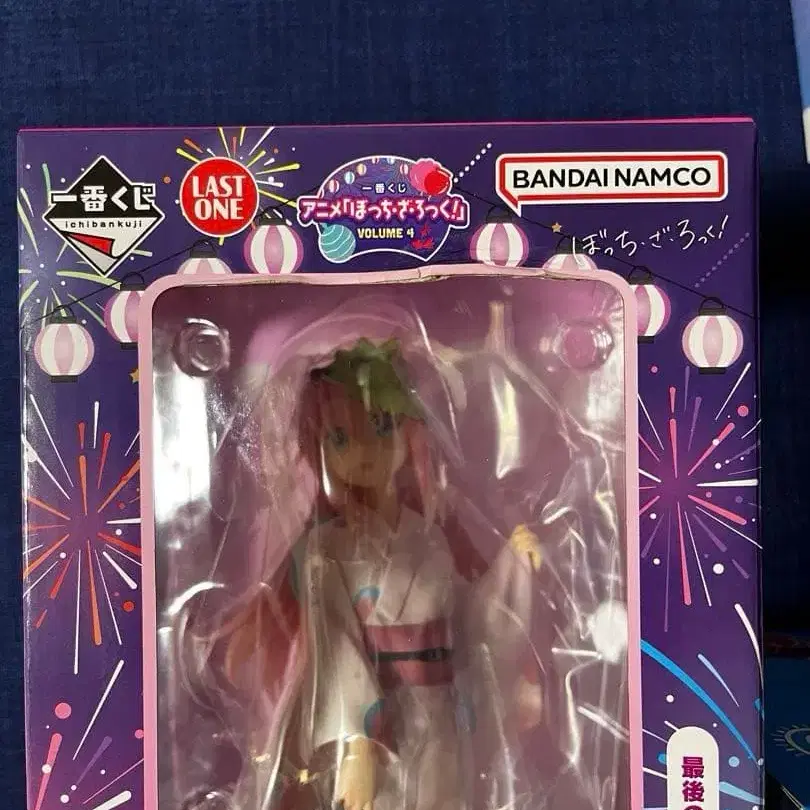 一番くじ
ichibankuji
LAST
ONE
一番くじ
アニメ「ぼっち・ざ・ろっく!」
VOLUME 4
BANDAI NAMCO
ぼっち・ざ・ろっく!
最後の